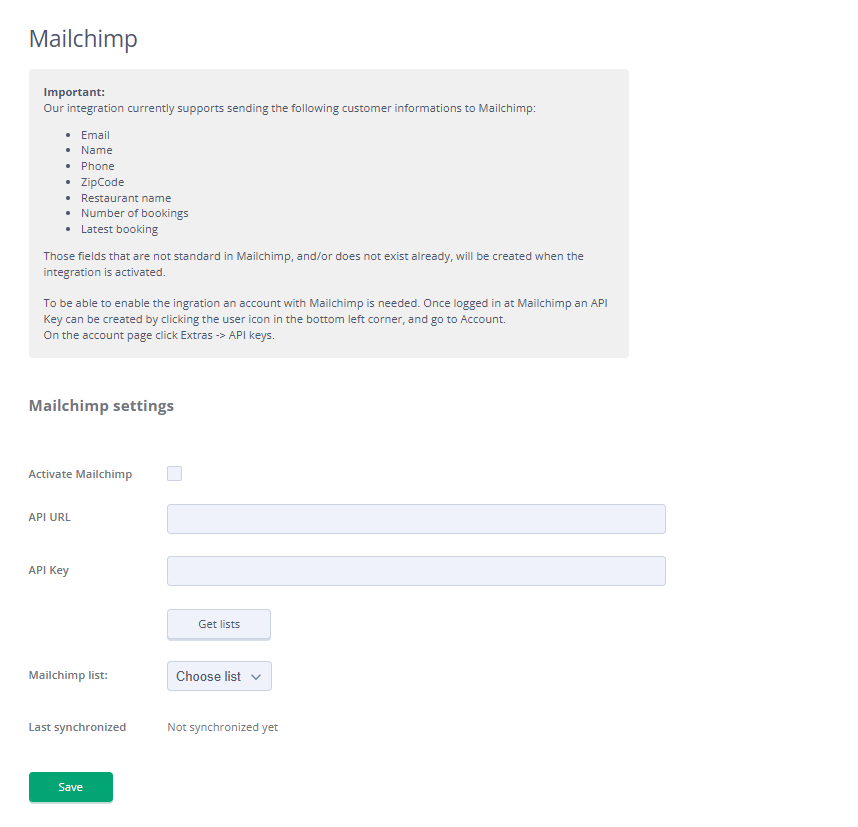 Mailchimp
Important:
Our integration currently supports sending the following customer informations to Mailchimp:
• Email
• Name
• Phone
• ZipCode
• Restaurant name
• Number of bookings
• Latest booking
Those fields that are not standard in Mailchimp, and/or does not exist already, will be created when the
integration is activated.
To be able to enable the ingration an account with Mailchimp is needed. Once logged in at Mailchimp an API
Key can be created by clicking the user icon in the bottom left corner, and go to Account.
On the account page click Extras -> API keys.
Mailchimp settings
Activate Mailchimp
API URL
API Key
Get lists
Mailchimp list:
Choose list
Last synchronized
Not synchronized yet
Save